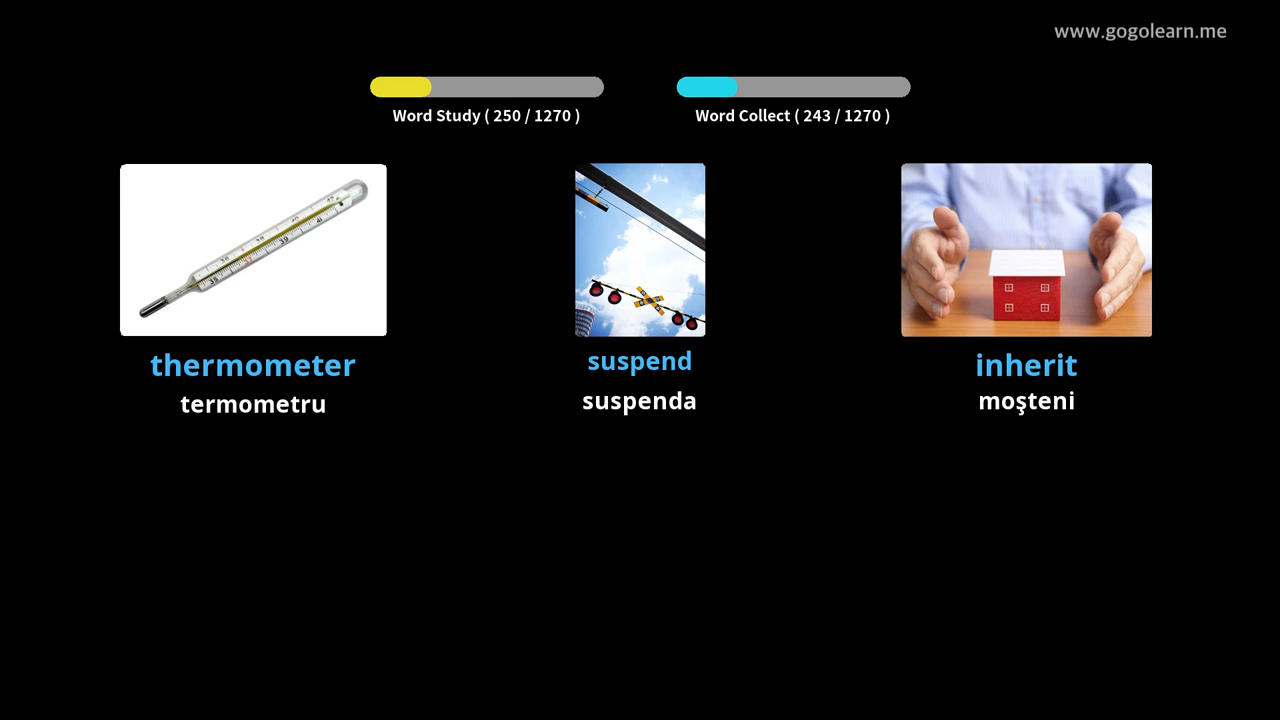 www.gogolearn.me
Word Study ( 250 / 1270 )
Word Collect ( 243 / 1270 )
thermometer
suspend
inherit
termometru
suspenda
moşteni